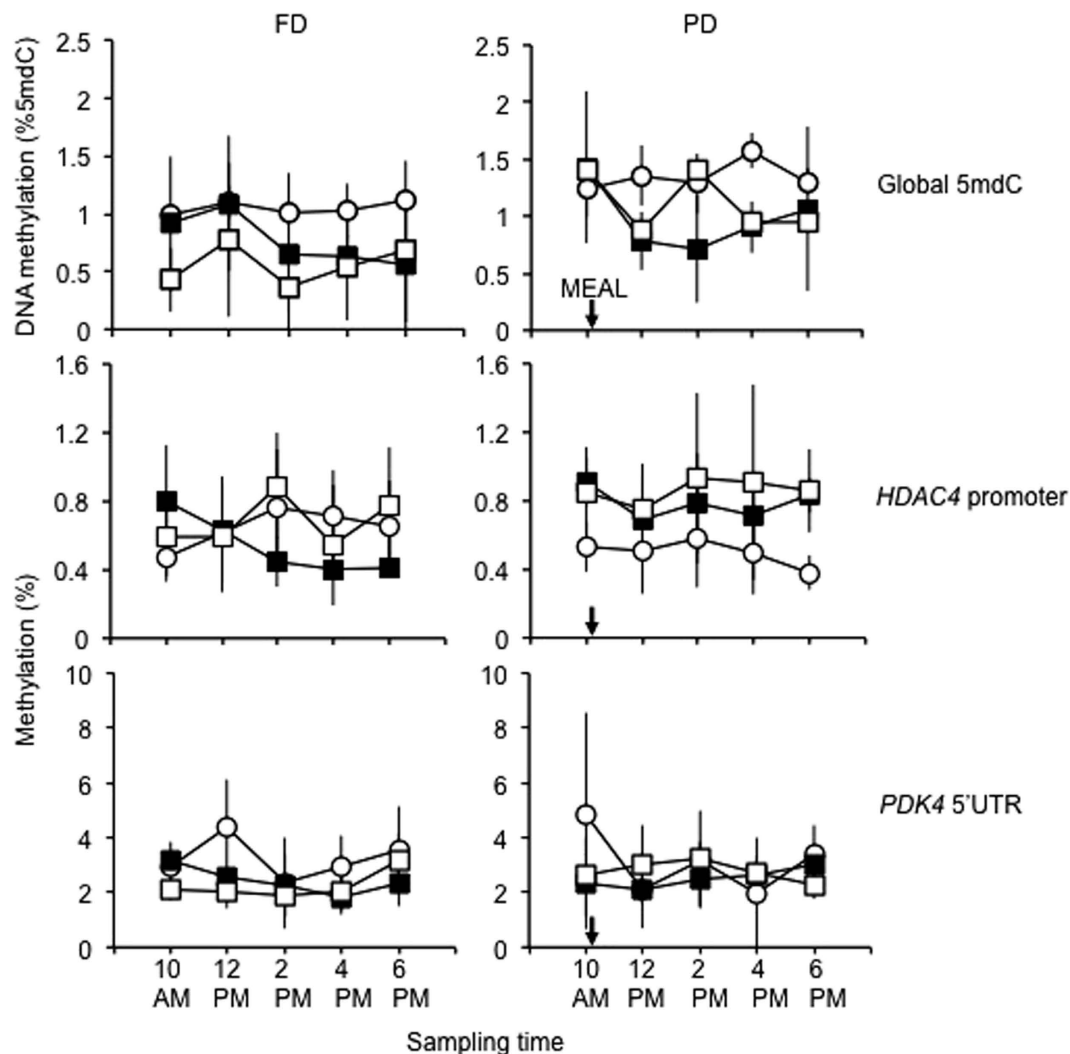 FD
PD
DNA methylation (%5mdC)
2.5
2
1.5
1
0.5
0
2.5
2
1.5
1
0.5
0
MEAL
Global 5mdC
Methylation (%)
1.6
1.2
0.8
0.4
0
1.6
1.2
0.8
0.4
0
HDAC4 promoter
10
8
6
4
2
0
10
8
6
4
2
0
PDK4 5’UTR
10 12 2 4 6
AM PM PM PM PM
10 12 2 4 6
AM PM PM PM PM
Sampling time